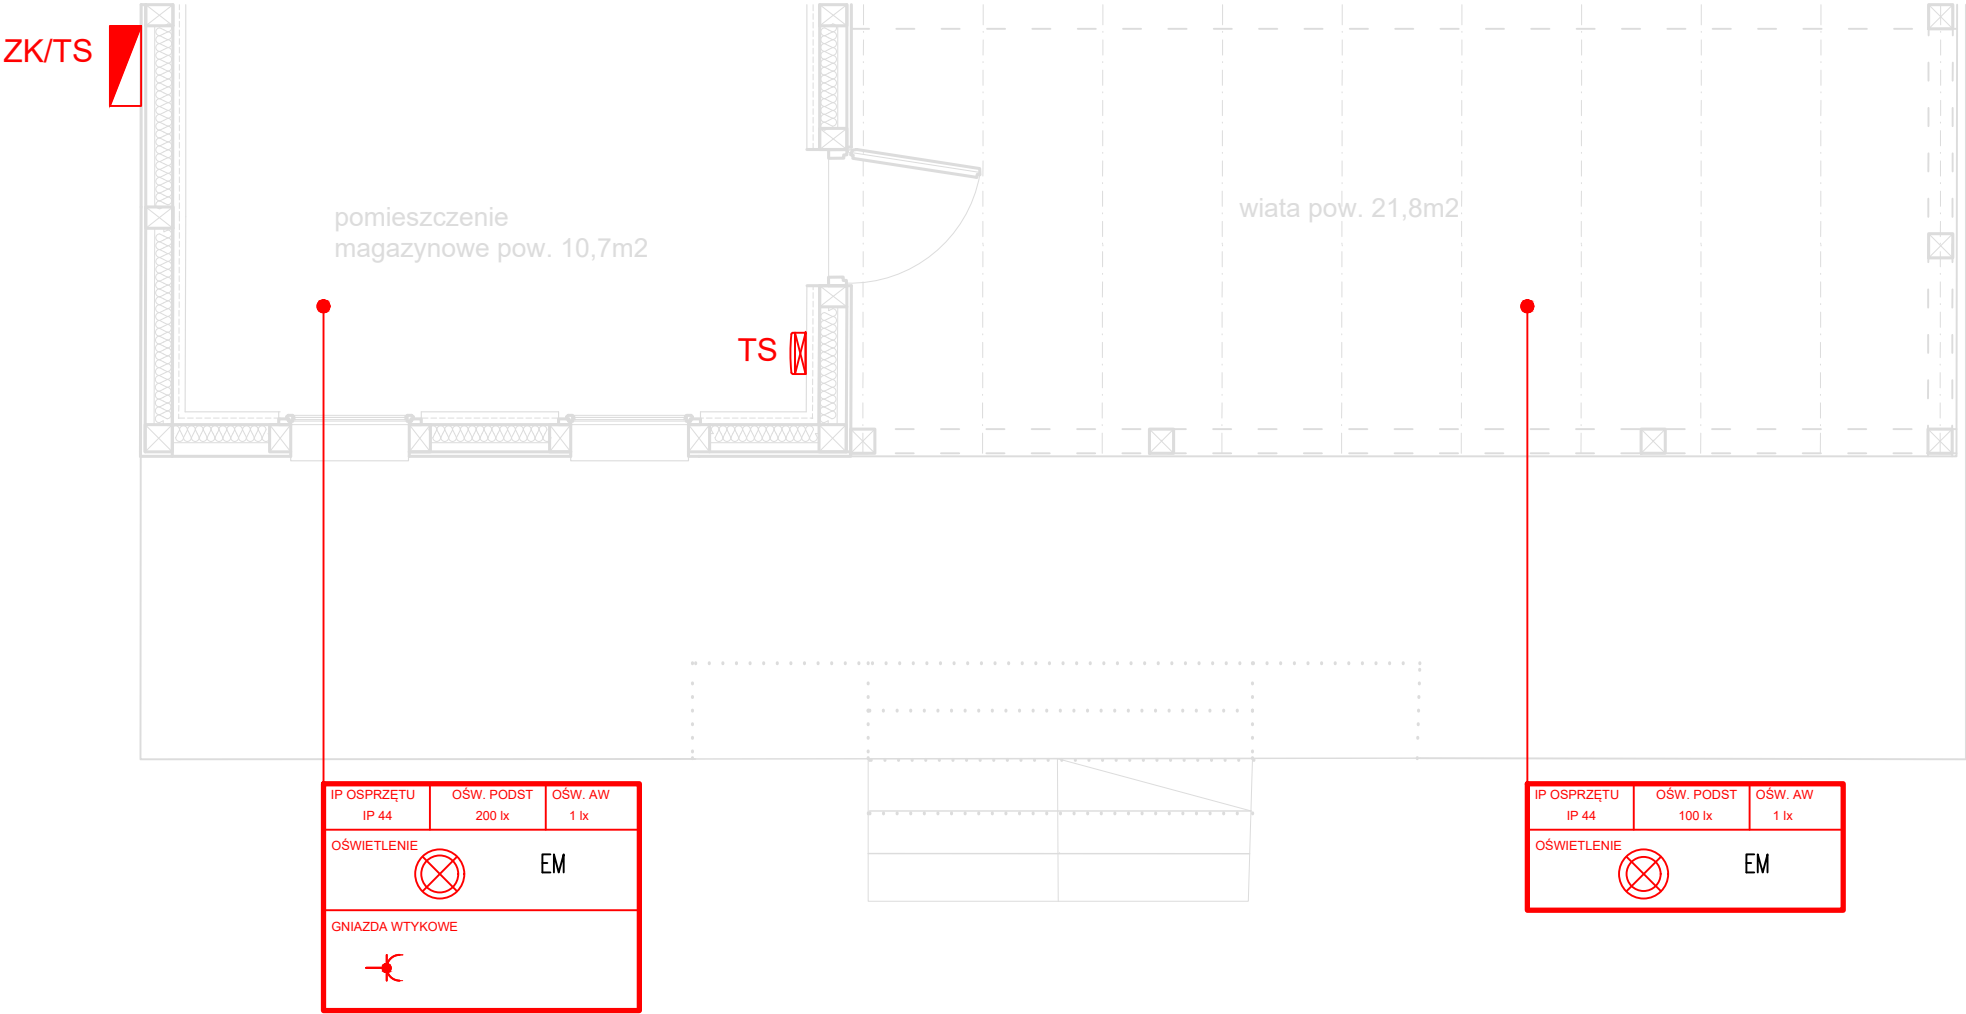 ZK/TS
pomieszczenie
magazynowe pow. 10,7m2
wiata pow. 21,8m2
TS
IP OSPRZĘTU
IP 44
OŚW. PODST
200 lx
OŚW. AW
1 lx
OŚWIETLENIE
EM
GNIAZDA WTYKOWE
IP OSPRZĘTU
IP 44
OŚW. PODST
100 lx
OŚW. AW
1 lx
OŚWIETLENIE
EM